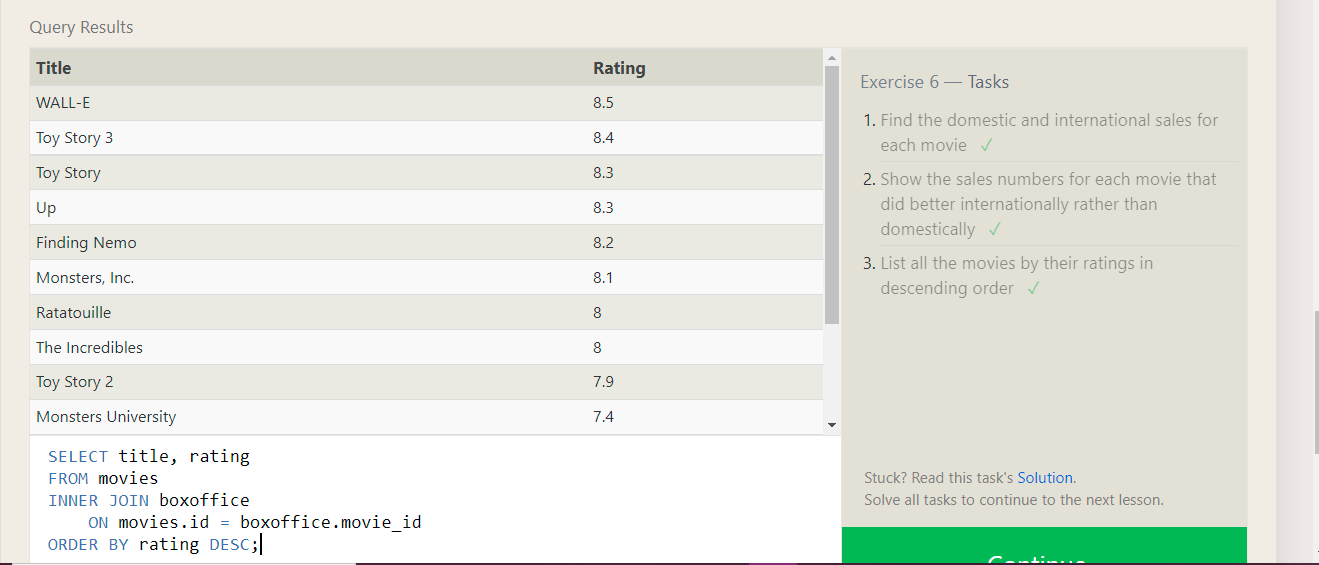 Query Results
Title Rating
WALL-E 8.5
Toy Story 3 8.4
Toy Story 8.3
Up 8.3
Finding Nemo 8.2
Monsters, Inc. 8.1
Ratatouille 8
The Incredibles 8
Toy Story 2 7.9
Monsters University 7.4
SELECT title, rating
FROM movies
INNER JOIN boxoffice
    ON movies.id = boxoffice.movie_id
ORDER BY rating DESC;
Exercise 6 — Tasks
1. Find the domestic and international sales for
each movie ✓
2. Show the sales numbers for each movie that
did better internationally rather than
domestically ✓
3. List all the movies by their ratings in
descending order ✓
Stuck? Read this task's Solution.
Solve all tasks to continue to the next lesson.
Continue